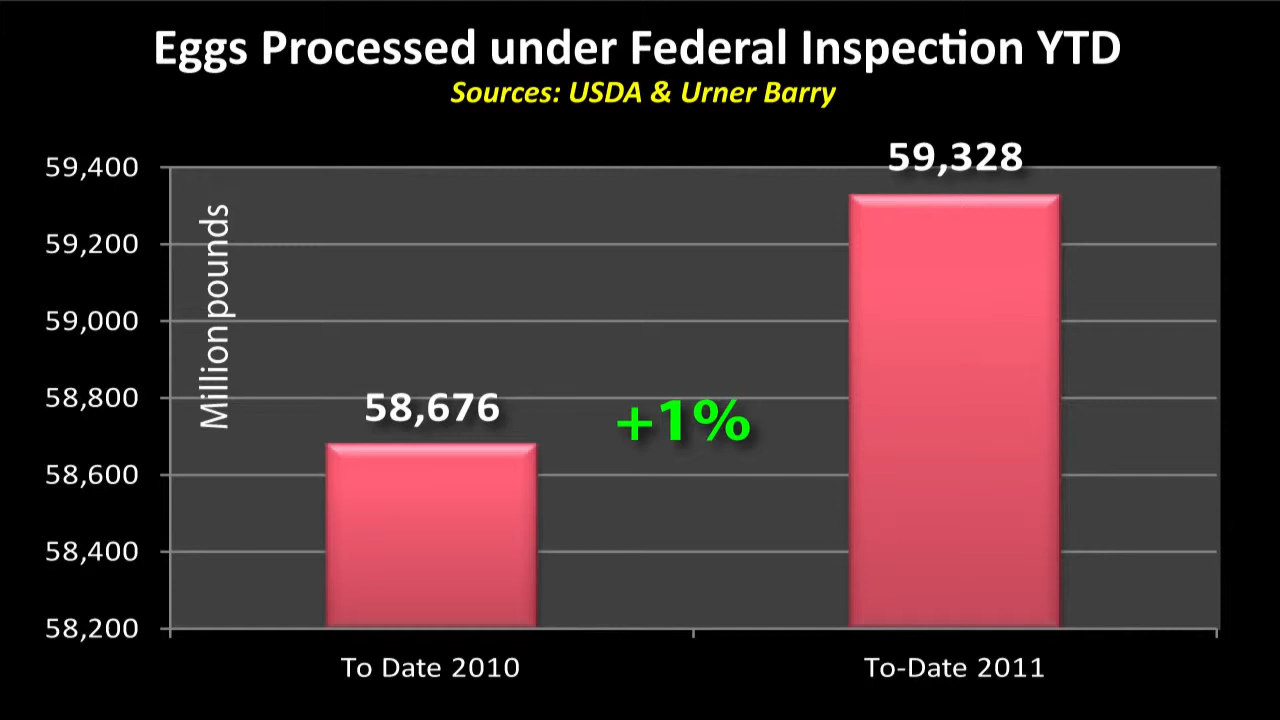 Eggs Processed under Federal Inspection YTD
Sources: USDA & Urner Barry
59,400
59,200
59,000
58,800
58,600
58,400
58,200
Million pounds
58,676
+1%
59,328
To Date 2010
To-Date 2011